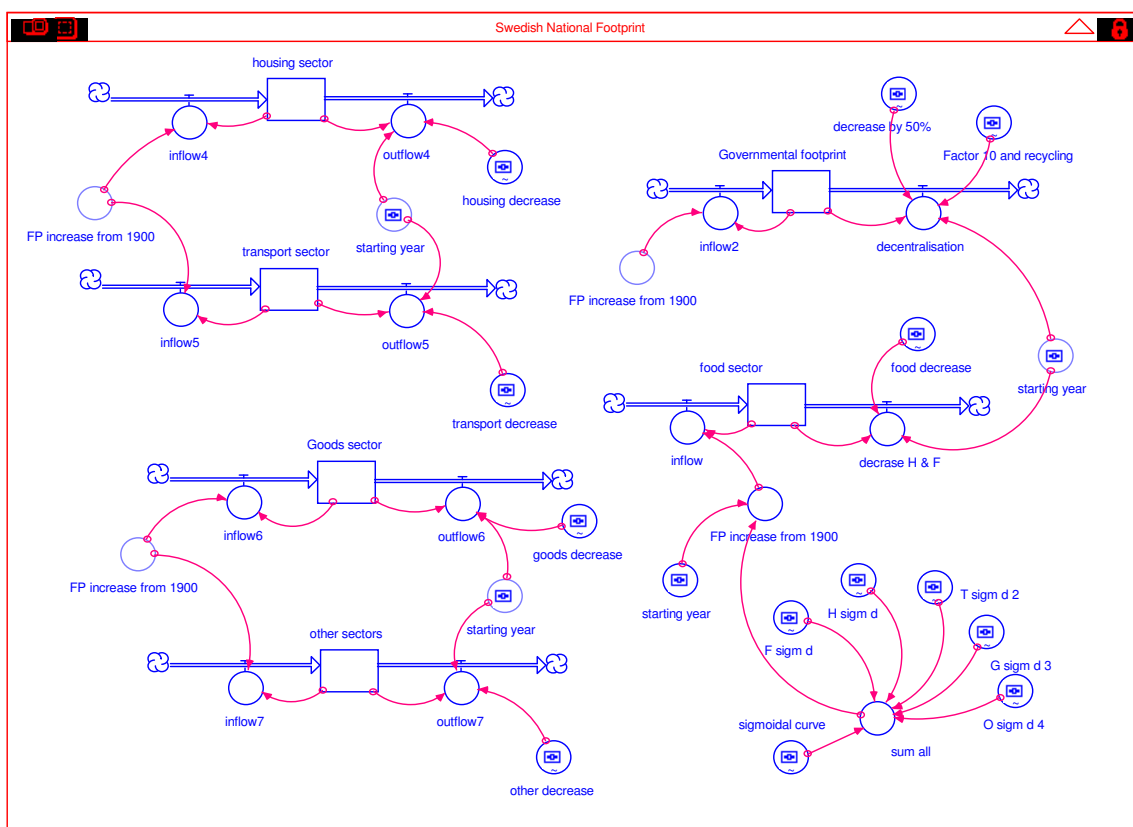 Swedish National Footprint
housing sector
inflow4
outflow4
housing decrease
FP increase from 1900
starting year
transport sector
inflow5
outflow5
transport decrease
Goods sector
inflow6
outflow6
goods decrease
FP increase from 1900
starting year
other sectors
inflow7
outflow7
other decrease
decrease by 50%
Factor 10 and recycling
Governmental footprint
inflow2
decentralisation
FP increase from 1900
food decrease
starting year
food sector
inflow
decrase H & F
FP increase from 1900
starting year
H sigm d
T sigm d 2
F sigm d
G sigm d 3
O sigm d 4
sigmoidal curve
sum all